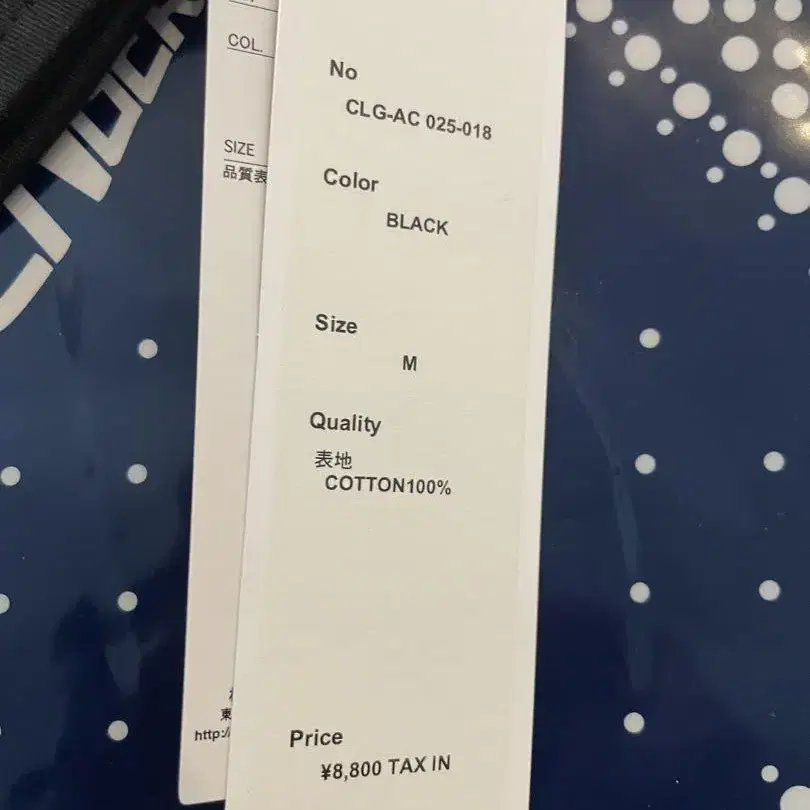 No
CLG-AC 025-018
Color
BLACK
Size
M
Quality
表地
COTTON100%
Price
¥8,800 TAX IN
COL.
SIZE
品質表
東
http:/